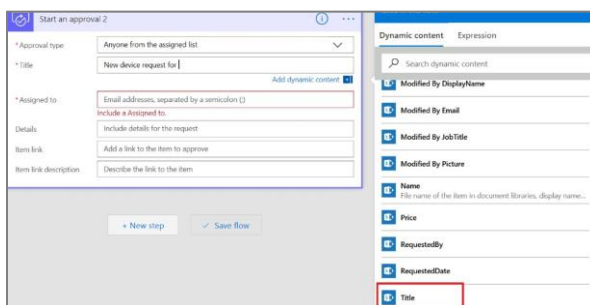 Start an approval 2
* Approval type
Anyone from the assigned list
* Title
New device request for
Add dynamic content
* Assigned to
Email addresses, separated by a semicolon (;)
Include a Assigned to.
Details
Include details for the request
Item link
Add a link to the item to approve
Item link description
Describe the link to the item
+ New step
Save flow
Dynamic content Expression
Search dynamic content
Modified By DisplayName
Modified By Email
Modified By JobTitle
Modified By Picture
Name
File name of the item in document libraries, display name...
Price
RequestedBy
RequestedDate
Title